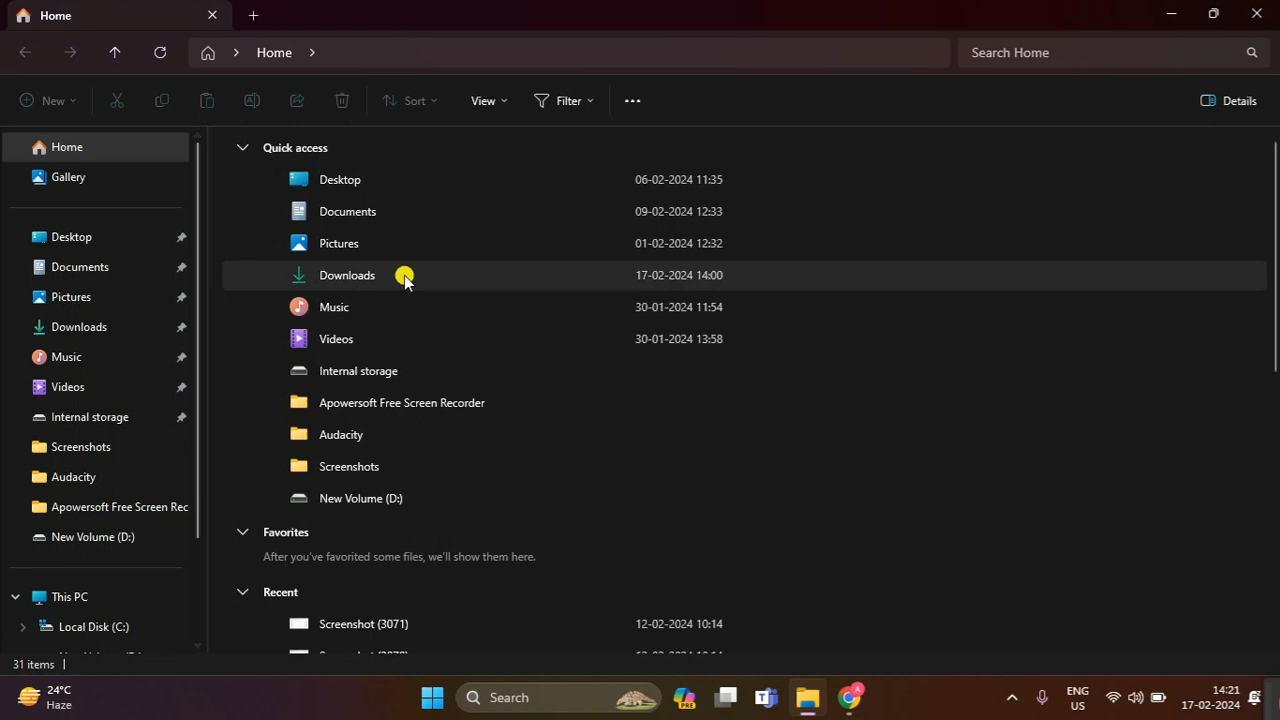 Home
Home
Search Home
New
Sort
View
Filter
Details
Home
Gallery
Desktop
Documents
Pictures
Downloads
Music
Videos
Internal storage
Screenshots
Audacity
Apowersoft Free Screen Rec
New Volume (D:)
This PC
Local Disk (C:)
Quick access
Desktop 06-02-2024 11:35
Documents 09-02-2024 12:33
Pictures 01-02-2024 12:32
Downloads 17-02-2024 14:00
Music 30-01-2024 11:54
Videos 30-01-2024 13:58
Internal storage
Apowersoft Free Screen Recorder
Audacity
Screenshots
New Volume (D:)
Favorites
After you've favorited some files, we'll show them here.
Recent
Screenshot (3071) 12-02-2024 10:14
31 items
24°C
Haze
Search
PRE
A
ENG
US
14:21
17-02-2024